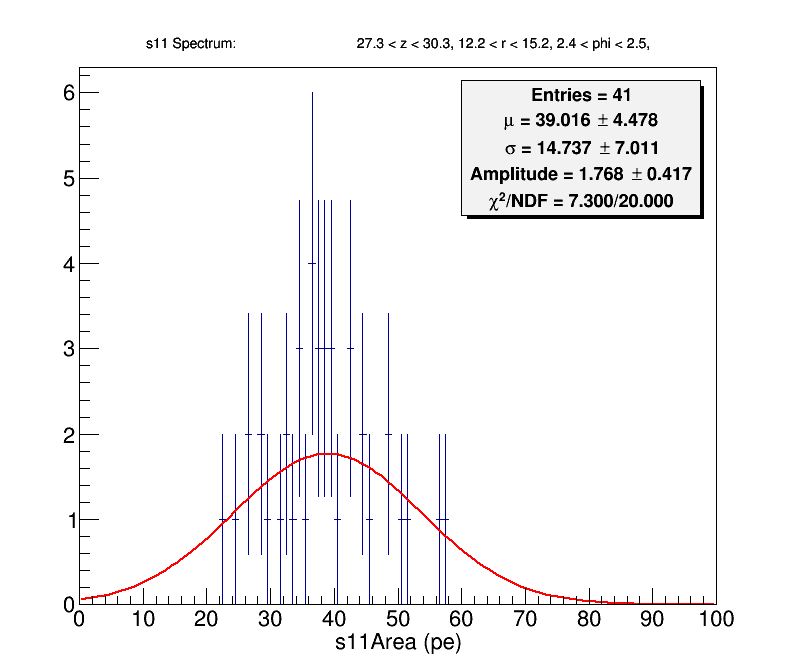 s11 Spectrum: 27.3 < z < 30.3, 12.2 < r < 15.2, 2.4 < phi < 2.5,
Entries = 41
μ = 39.016 ± 4.478
σ = 14.737 ± 7.011
Amplitude = 1.768 ± 0.417
χ²/NDF = 7.300/20.000
6
5
4
3
2
1
0
0 10 20 30 40 50 60 70 80 90 100
s11Area (pe)